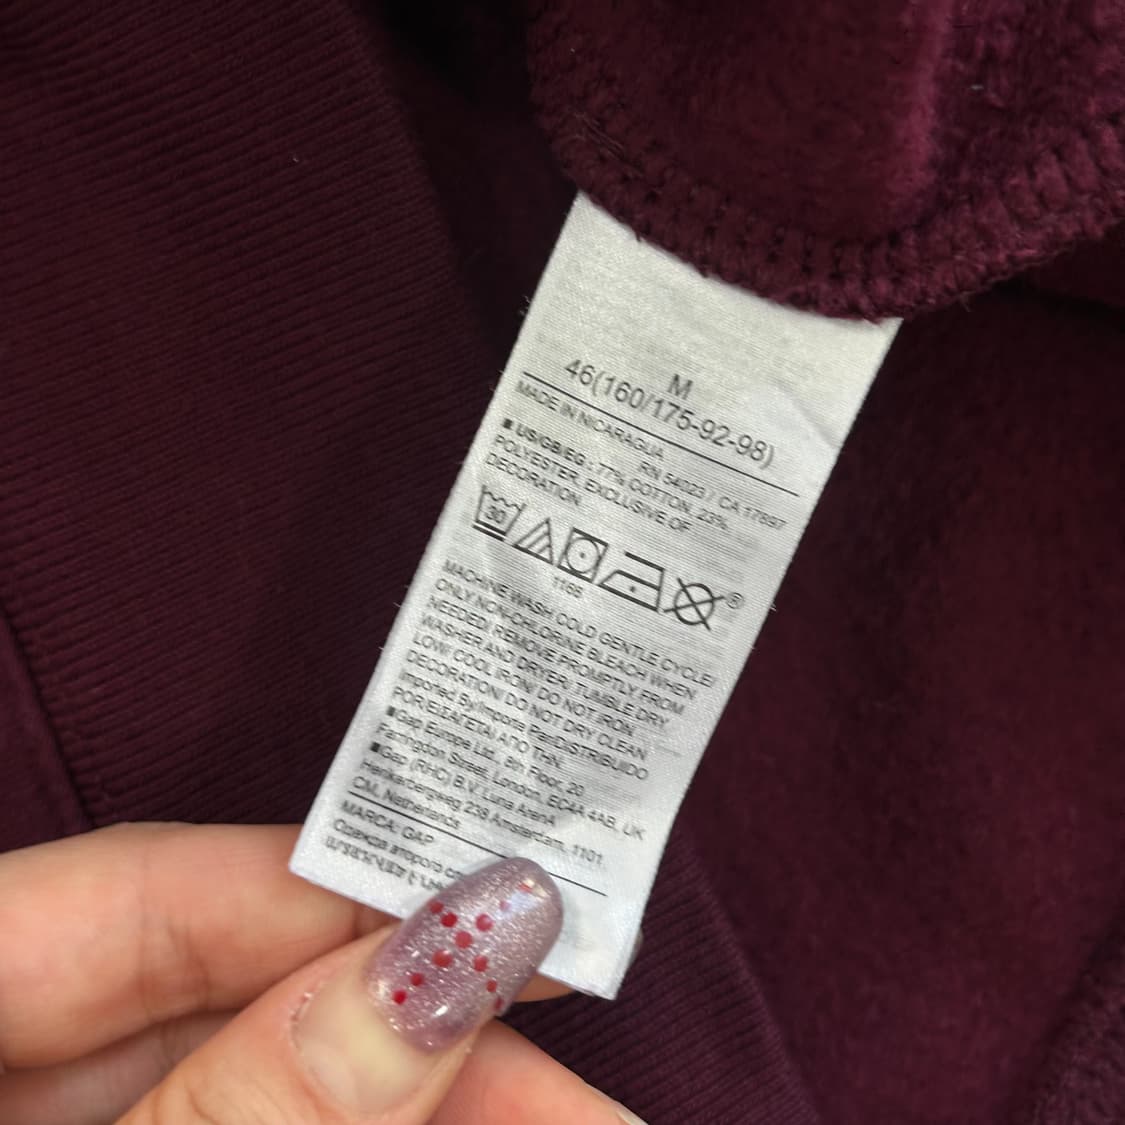 M
46(160/175-92-98)
MADE IN NICARAGUA
RN 54023 / CA 17897
■ US/GB/EG : 77% COTTON, 23%
POLYESTER, EXCLUSIVE OF
DECORATION
30
®
1166
MACHINE WASH COLD GENTLE CYCLE/
ONLY NON-CHLORINE BLEACH WHEN
NEEDED/ REMOVE PROMPTLY FROM
WASHER AND DRYER/ TUMBLE DRY
LOW/ COOL IRON/ DO NOT IRON
DECORATION/ DO NOT DRY CLEAN
Imported By/Importé Par/DISTRIBUIDO
POR/ΕΙΣΑΓΕΤΑΙ ΑΠΟ ΤΗΝ:
■Gap Europe Ltd., 8th Floor, 20
Farringdon Street, London, EC4A 4AB, UK
■Gap (RHC) B.V. Luna ArenA
Herikerbergweg 238 Amsterdam, 1101
CM, Netherlands
MARCA: GAP